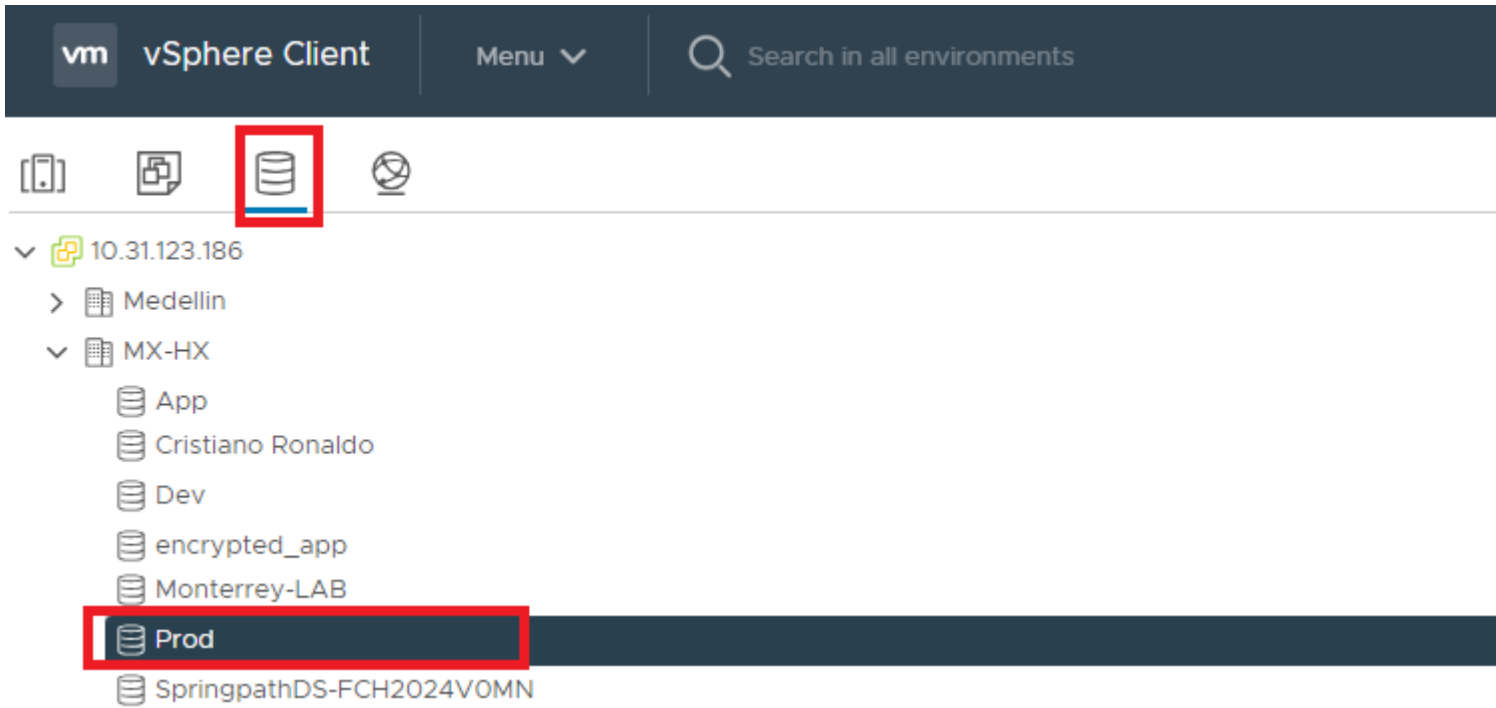 vm vSphere Client Menu Search in all environments
10.31.123.186
Medellin
MX-HX
App
Cristiano Ronaldo
Dev
encrypted_app
Monterrey-LAB
Prod
SpringpathDS-FCH2024V0MN